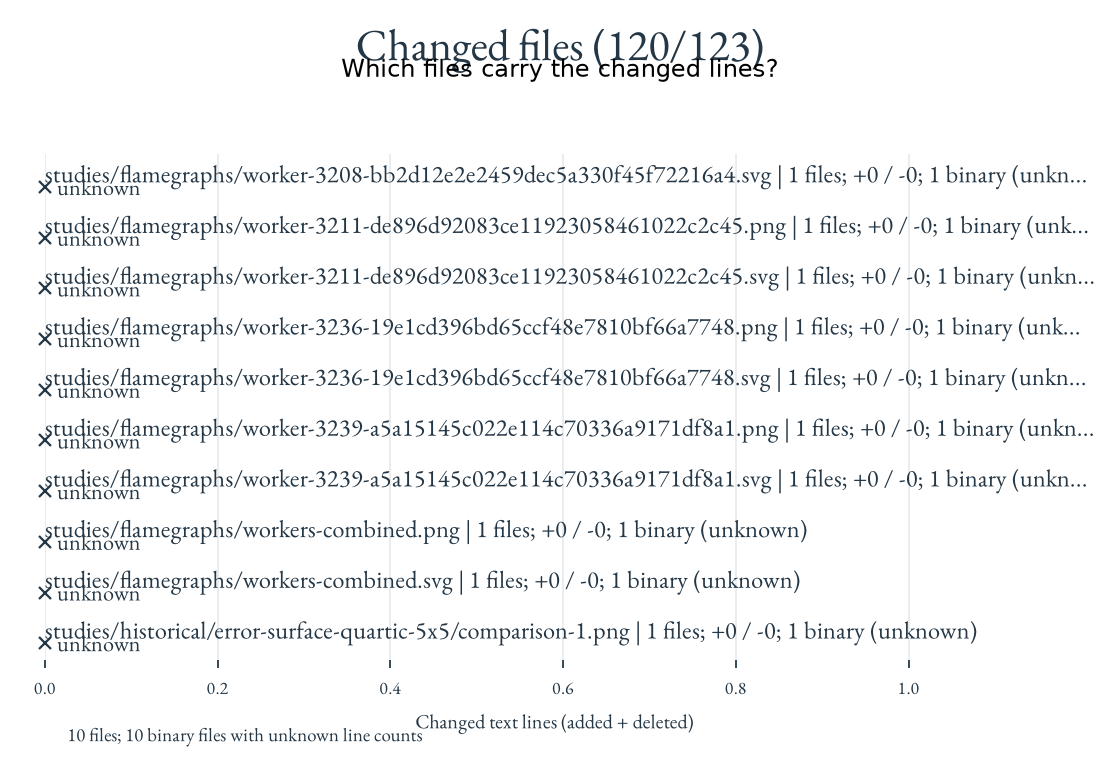 Changed files (120/123)
Which files carry the changed lines?
studies/flamegraphs/worker-3208-bb2d12e2e2459dec5a330f45f72216a4.svg | 1 files; +0 / -0; 1 binary (unkn...
unknown
studies/flamegraphs/worker-3211-de896d92083ce11923058461022c2c45.png | 1 files; +0 / -0; 1 binary (unk...
unknown
studies/flamegraphs/worker-3211-de896d92083ce11923058461022c2c45.svg | 1 files; +0 / -0; 1 binary (unkn...
unknown
studies/flamegraphs/worker-3236-19e1cd396bd65ccf48e7810bf66a7748.png | 1 files; +0 / -0; 1 binary (unk...
unknown
studies/flamegraphs/worker-3236-19e1cd396bd65ccf48e7810bf66a7748.svg | 1 files; +0 / -0; 1 binary (unkn...
unknown
studies/flamegraphs/worker-3239-a5a15145c022e114c70336a9171df8a1.png | 1 files; +0 / -0; 1 binary (unkn...
unknown
studies/flamegraphs/worker-3239-a5a15145c022e114c70336a9171df8a1.svg | 1 files; +0 / -0; 1 binary (unkn...
unknown
studies/flamegraphs/workers-combined.png | 1 files; +0 / -0; 1 binary (unknown)
unknown
studies/flamegraphs/workers-combined.svg | 1 files; +0 / -0; 1 binary (unknown)
unknown
studies/historical/error-surface-quartic-5x5/comparison-1.png | 1 files; +0 / -0; 1 binary (unknown)
unknown
0.0 0.2 0.4 0.6 0.8 1.0
Changed text lines (added + deleted)
10 files; 10 binary files with unknown line counts